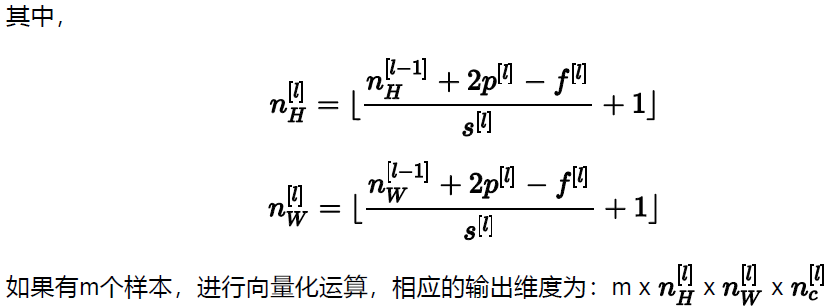 其中，
$n_H^{[l]} = \lfloor \frac{n_H^{[l-1]} + 2p^{[l]} - f^{[l]}}{s^{[l]}} + 1 \rfloor$
$n_W^{[l]} = \lfloor \frac{n_W^{[l-1]} + 2p^{[l]} - f^{[l]}}{s^{[l]}} + 1 \rfloor$
如果有m个样本，进行向量化运算，相应的输出维度为：m x $n_H^{[l]}$ x $n_W^{[l]}$ x $n_c^{[l]}$